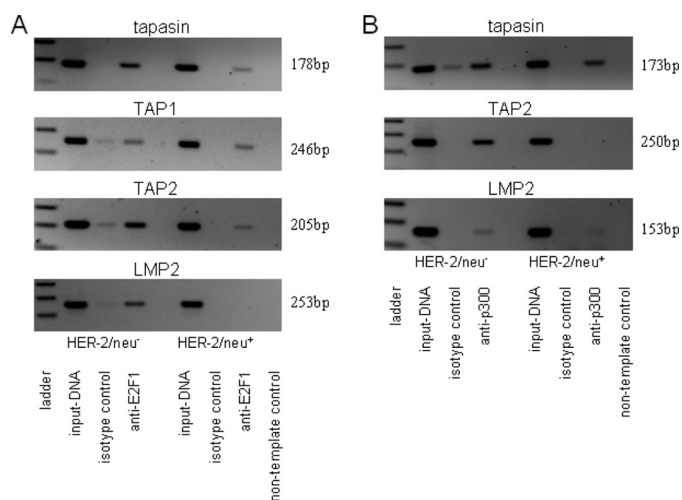 A
tapasin
178bp
TAP1
246bp
TAP2
205bp
LMP2
253bp
HER-2/neu⁻ HER-2/neu⁺
ladder
input-DNA
isotype control
anti-E2F1
input-DNA
isotype control
anti-E2F1
non-template control
B
tapasin
173bp
TAP2
250bp
LMP2
153bp
HER-2/neu⁻ HER-2/neu⁺
ladder
input-DNA
isotype control
anti-p300
input-DNA
isotype control
anti-p300
non-template control